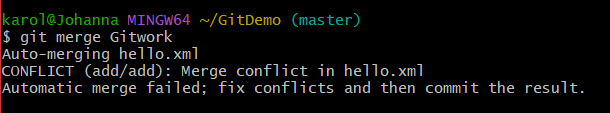 karol@Johanna MINGW64 ~/GitDemo (master)
$ git merge Gitwork
Auto-merging hello.xml
CONFLICT (add/add): Merge conflict in hello.xml
Automatic merge failed; fix conflicts and then commit the result.